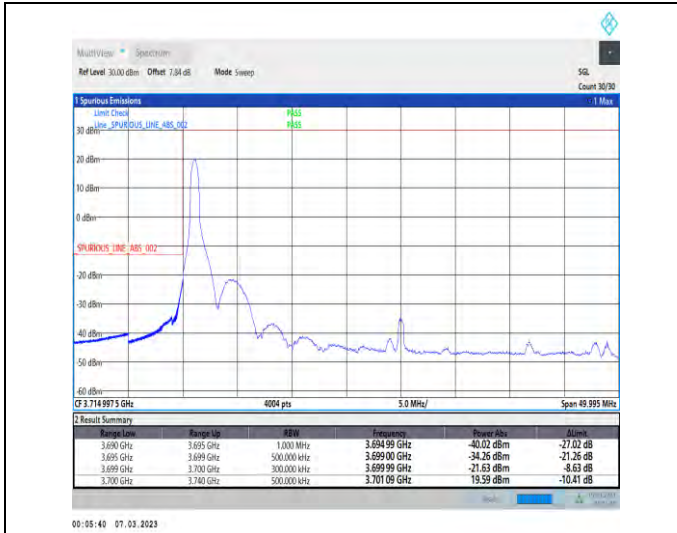 MultiView Spectrum
Ref Level 30.00 dBm Offset 7.84 dB Mode Sweep SGL
Count 30/30
1 Spurious Emissions 1 Max
Limit Check PASS
Line _SPURIOUS_LINE_ABS_002 PASS
30 dBm
20 dBm
10 dBm
0 dBm
SPURIOUS_LINE_ABS_002
-20 dBm
-30 dBm
-40 dBm
-50 dBm
-60 dBm
CF 3.714 997 5 GHz 4004 pts 5.0 MHz/ Span 49.995 MHz
2 Result Summary
Range Low Range Up RBW Frequency Power Abs ΔLimit
3.690 GHz 3.695 GHz 1.000 MHz 3.694 99 GHz -40.02 dBm -27.02 dB
3.695 GHz 3.699 GHz 500.000 kHz 3.699 00 GHz -34.26 dBm -21.26 dB
3.699 GHz 3.700 GHz 300.000 kHz 3.699 99 GHz -21.63 dBm -8.63 dB
3.700 GHz 3.740 GHz 500.000 kHz 3.701 09 GHz 19.59 dBm -10.41 dB
00:05:40 07.03.2023